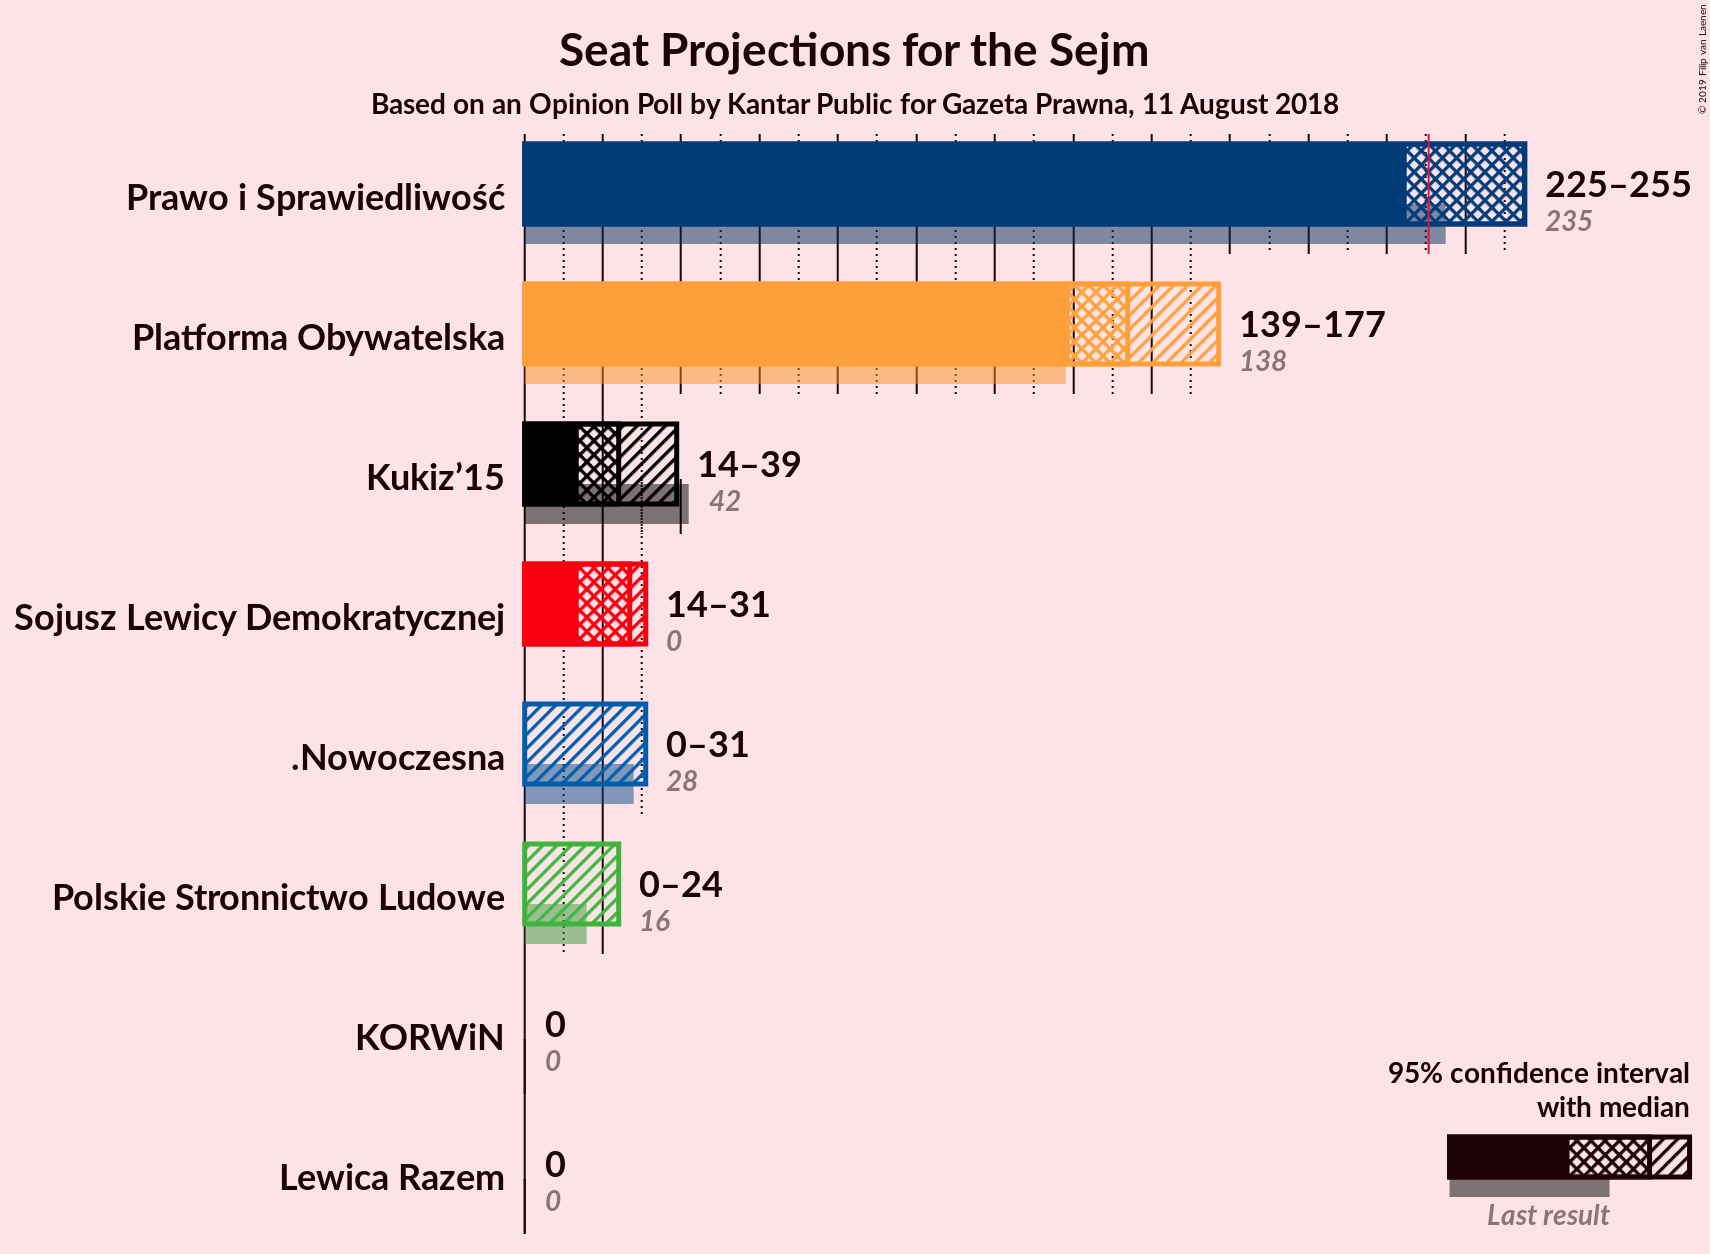 Seat Projections for the Sejm
Based on an Opinion Poll by Kantar Public for Gazeta Prawna, 11 August 2018
© 2019 Filip van Laenen
Prawo i Sprawiedliwość
225–255
235
Platforma Obywatelska
139–177
138
Kukiz’15
14–39
42
Sojusz Lewicy Demokratycznej
14–31
0
.Nowoczesna
0–31
28
Polskie Stronnictwo Ludowe
0–24
16
KORWiN
0
0
Lewica Razem
0
0
95% confidence interval
with median
Last result